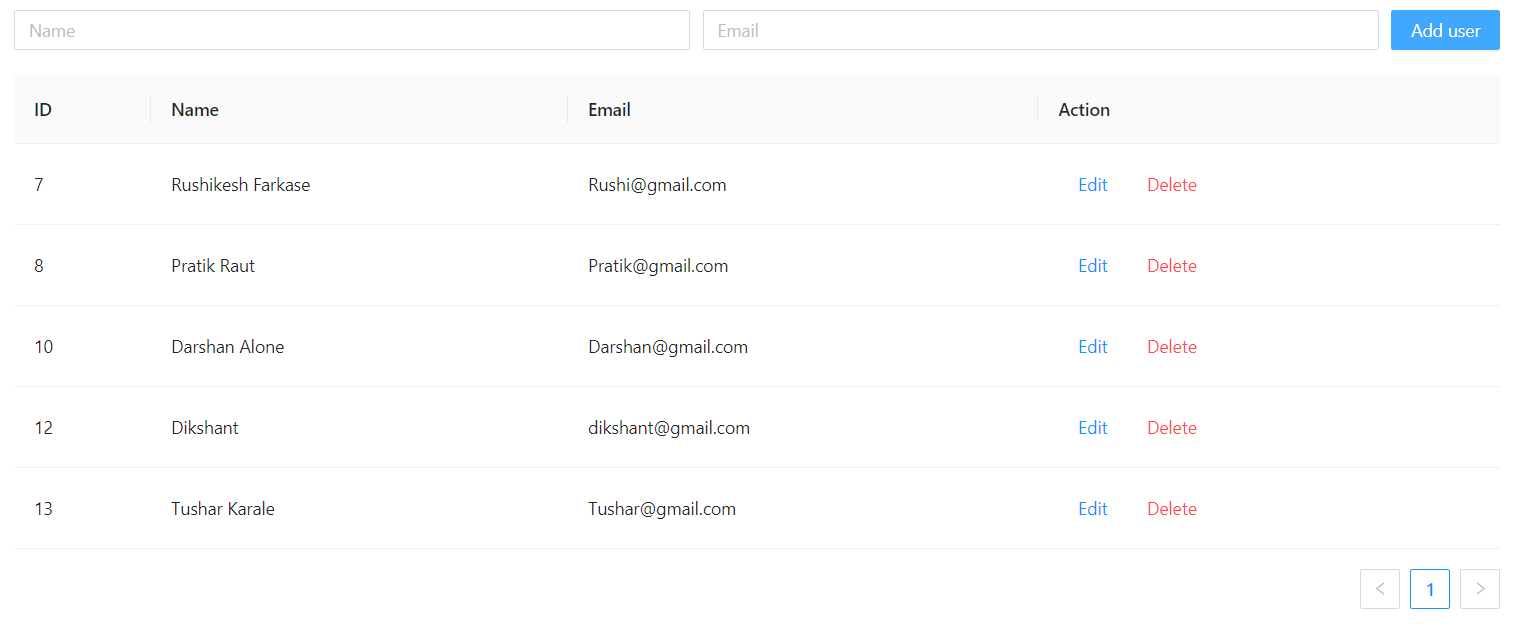 Name Email Add user
ID Name Email Action
7 Rushikesh Farkase Rushi@gmail.com Edit Delete
8 Pratik Raut Pratik@gmail.com Edit Delete
10 Darshan Alone Darshan@gmail.com Edit Delete
12 Dikshant dikshant@gmail.com Edit Delete
13 Tushar Karale Tushar@gmail.com Edit Delete
< 1 >